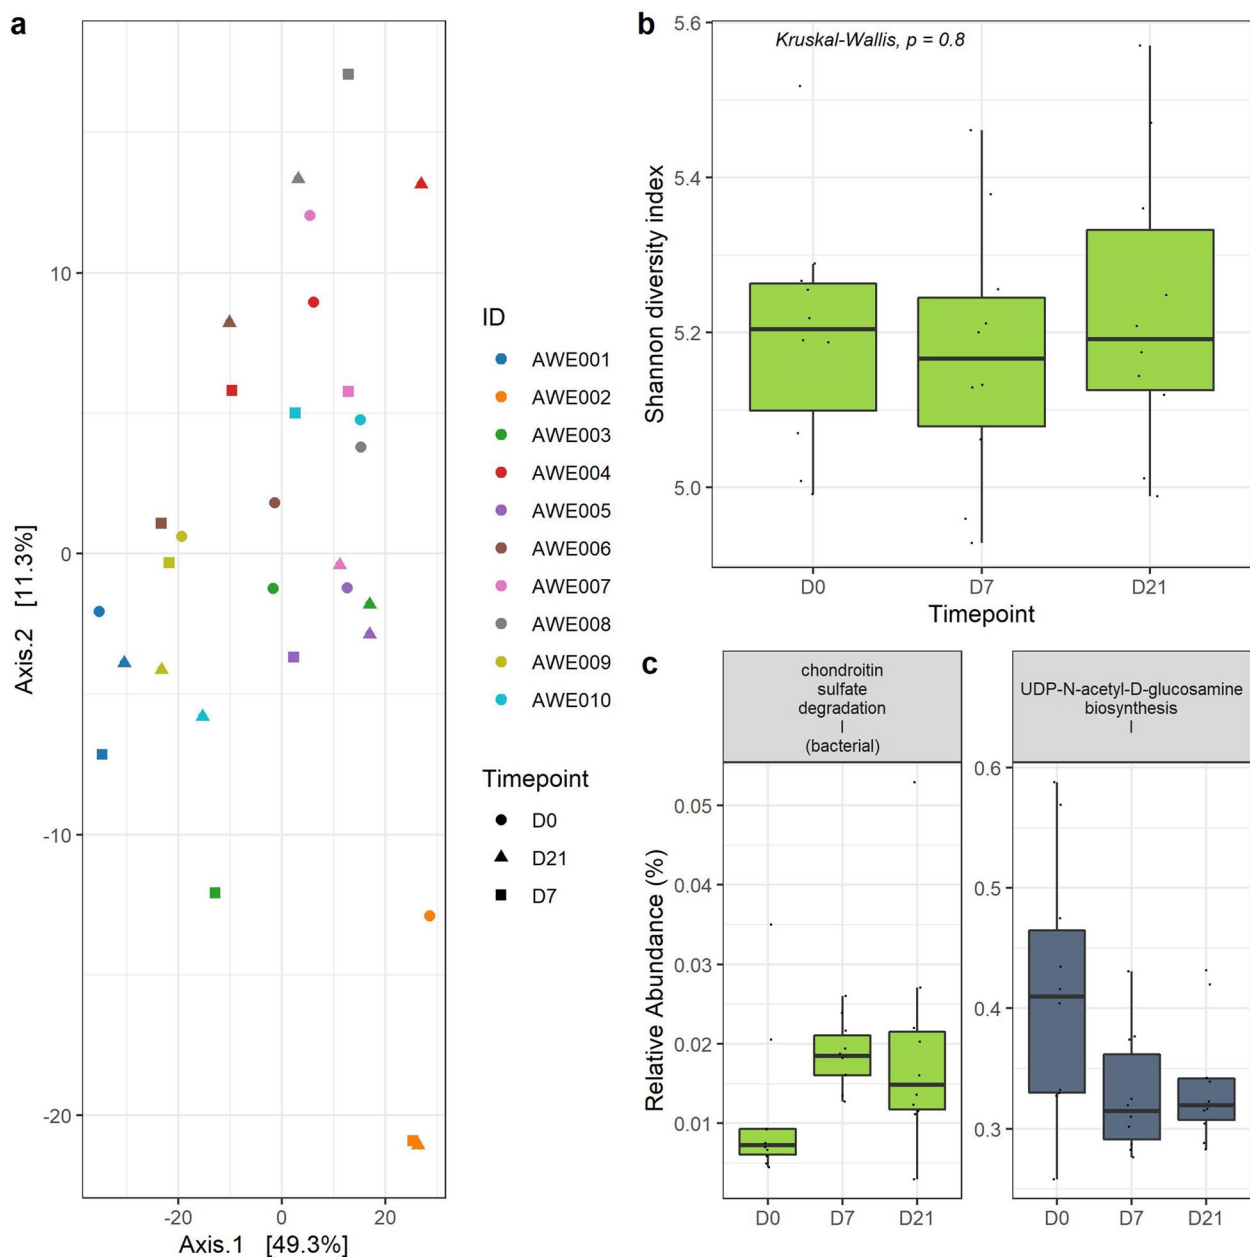 a
10
0
-10
-20
-20
0
20
Axis.2 [11.3%]
Axis.1 [49.3%]
ID
AWE001
AWE002
AWE003
AWE004
AWE005
AWE006
AWE007
AWE008
AWE009
AWE010
Timepoint
D0
D21
D7
b
Kruskal-Wallis, p = 0.8
5.6
5.4
5.2
5.0
Shannon diversity index
D0
D7
D21
Timepoint
c
chondroitin
sulfate
degradation
I
(bacterial)
UDP-N-acetyl-D-glucosamine
biosynthesis
I
Relative Abundance (%)
0.05
0.04
0.03
0.02
0.01
D0
D7
D21
0.6
0.5
0.4
0.3
D0
D7
D21